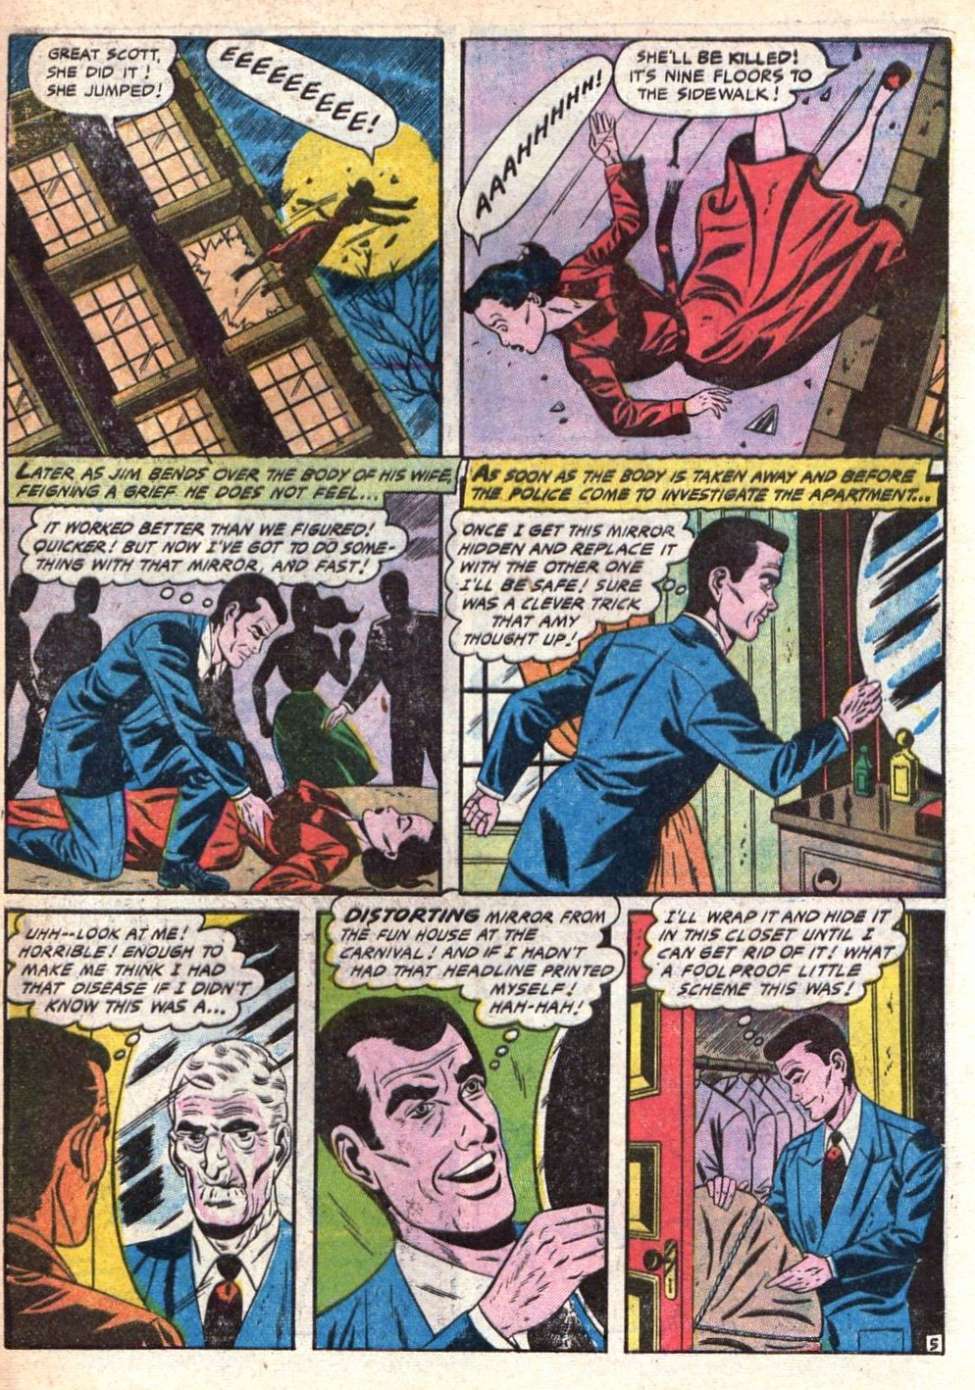 GREAT SCOTT,
SHE DID IT!
SHE JUMPED!
EEEEEEEEEE!
SHE'LL BE KILLED!
IT'S NINE FLOORS TO
THE SIDEWALK!
AAAHHHHH!
LATER AS JIM BENDS OVER THE BODY OF HIS WIFE,
FEIGNING A GRIEF HE DOES NOT FEEL...
IT WORKED BETTER THAN WE FIGURED!
QUICKER! BUT NOW I'VE GOT TO DO SOME-
THING WITH THAT MIRROR, AND FAST!
AS SOON AS THE BODY IS TAKEN AWAY AND BEFORE
THE POLICE COME TO INVESTIGATE THE APARTMENT...
ONCE I GET THIS MIRROR
HIDDEN AND REPLACE IT
WITH THE OTHER ONE
I'LL BE SAFE! SURE
WAS A CLEVER TRICK
THAT AMY
THOUGHT UP!
UHH--LOOK AT ME!
HORRIBLE! ENOUGH TO
MAKE ME THINK I HAD
THAT DISEASE IF I DIDN'T
KNOW THIS WAS A...
DISTORTING MIRROR FROM
THE FUN HOUSE AT THE
CARNIVAL! AND IF I HADN'T
HAD THAT HEADLINE PRINTED
MYSELF!
HAH-HAH!
I'LL WRAP IT AND HIDE IT
IN THIS CLOSET UNTIL I
CAN GET RID OF IT! WHAT
A FOOLPROOF LITTLE
SCHEME THIS WAS!
5